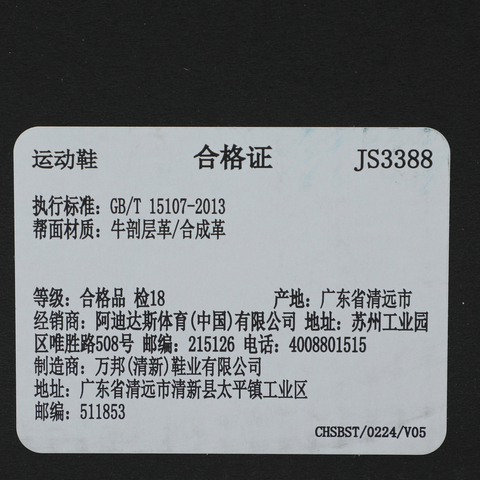 运动鞋 合格证 JS3388
执行标准: GB/T 15107-2013
帮面材质: 牛剖层革/合成革
等级: 合格品 检18 产地: 广东省清远市
经销商: 阿迪达斯体育(中国)有限公司 地址: 苏州工业园
区唯胜路508号 邮编: 215126 电话: 4008801515
制造商: 万邦(清新)鞋业有限公司
地址: 广东省清远市清新县太平镇工业区
邮编: 511853
CHSBST/0224/V05